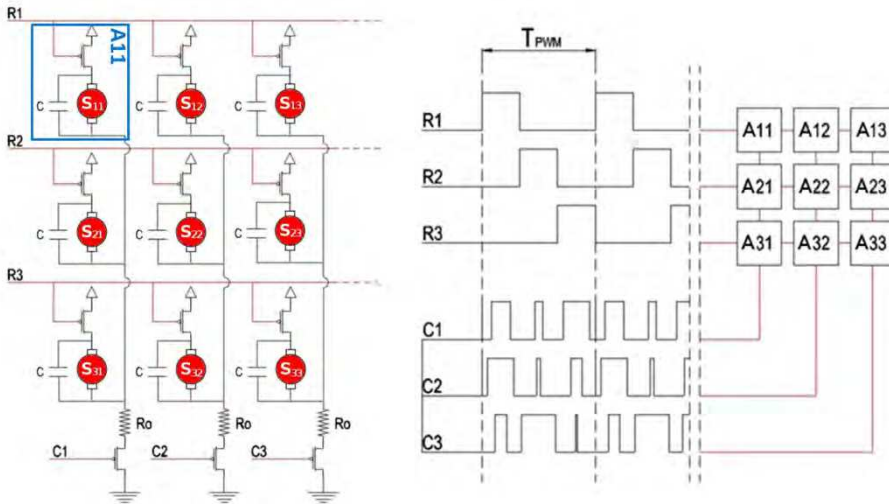 R1
A11
C S11 C S12 C S13
R2
C S21 C S22 C S23
R3
C S31 C S32 C S33
Ro Ro Ro
C1 C2 C3
TPWM
R1
R2
R3
C1
C2
C3
A11 A12 A13
A21 A22 A23
A31 A32 A33